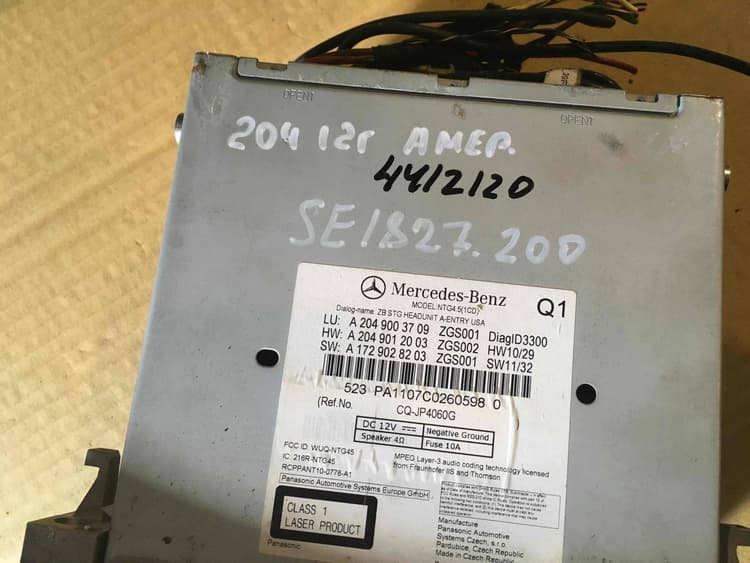 OPEN↑
OPEN↑
204 12г АМЕР.
4412120
SE1827.200
Mercedes-Benz
Q1
MODEL:NTG4.5(1CD)
Dialog-name: ZB STG HEADUNIT A-ENTRY USA
LU: A 204 900 37 09 ZGS001 DiagID3300
HW: A 204 901 20 03 ZGS002 HW10/29
SW: A 172 902 82 03 ZGS001 SW11/32
523 PA1107C0260598 0
(Ref.No. CQ-JP4060G
DC 12V Negative Ground
Speaker 4Ω Fuse 10A
FCC ID: WUQ-NTG45
IC: 216R-NTG45
RCPPANT10-0778-A1
MPEG Layer-3 audio coding technology licensed
from Fraunhofer IIS and Thomson
Panasonic Automotive Systems Europe GmbH
CLASS 1
LASER PRODUCT
Panasonic
Manufacture
Panasonic Automotive
Systems Czech, s.r.o.
Pardubice, Czech Republic
Made in Czech Republic